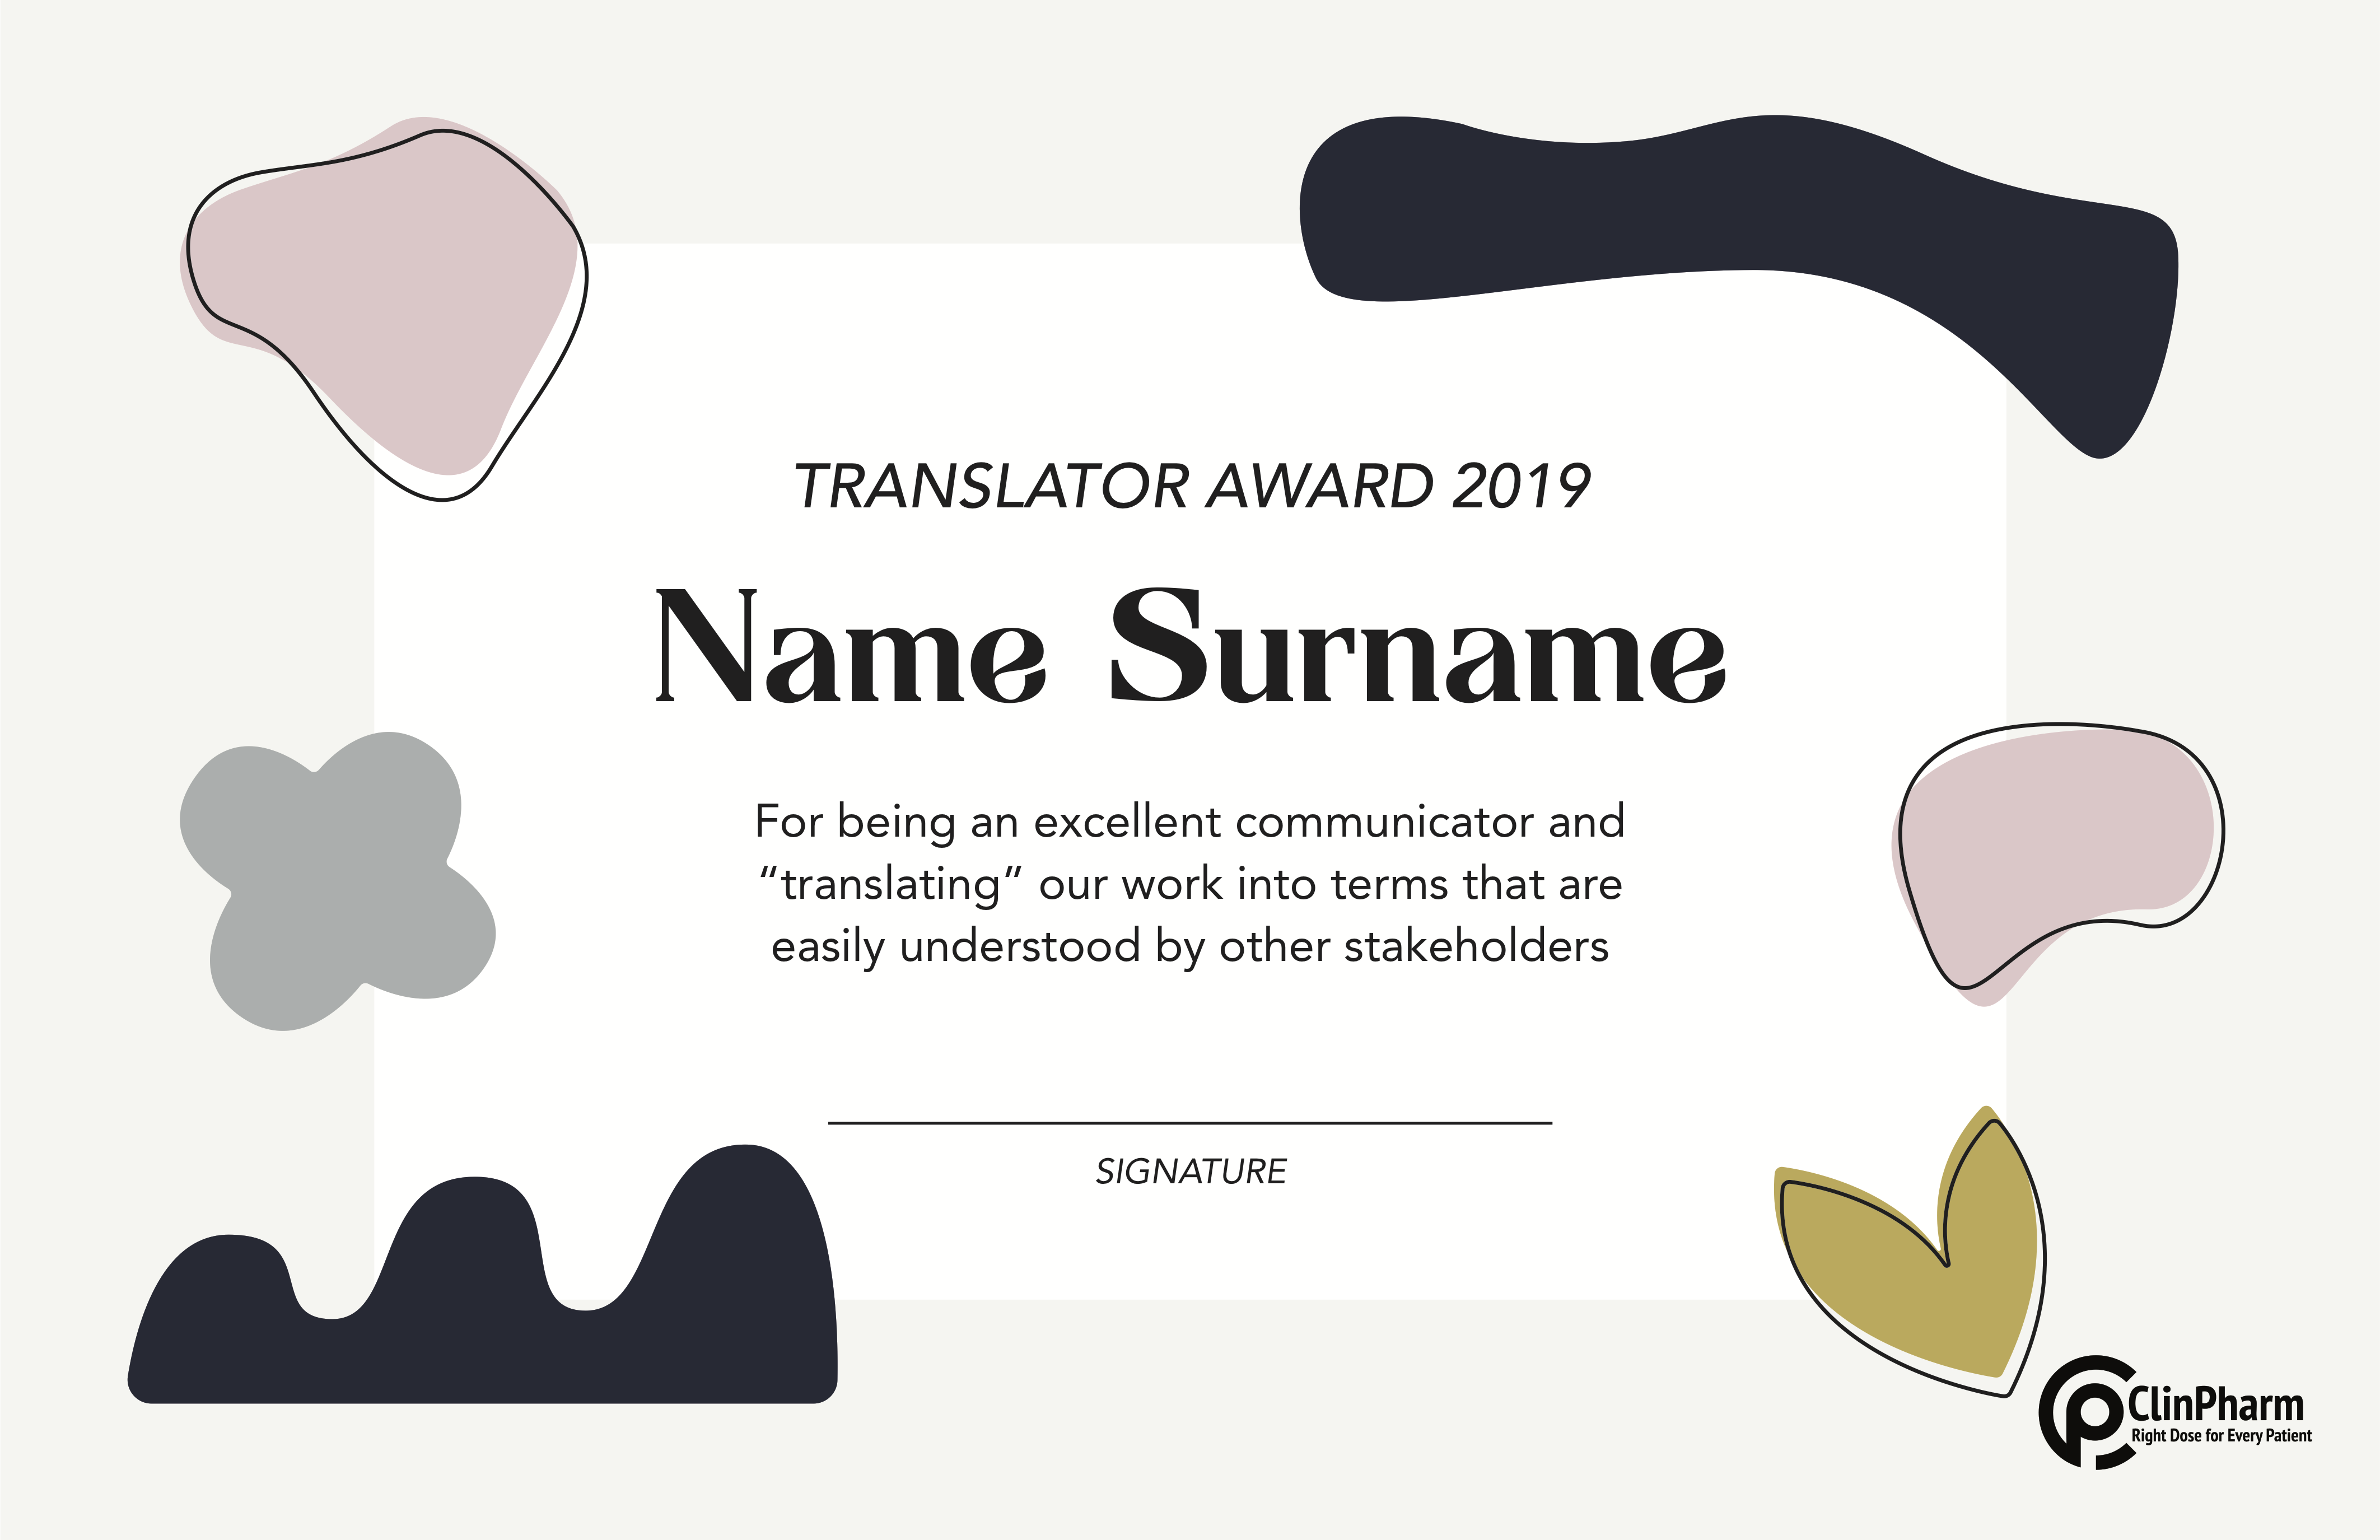 TRANSLATOR AWARD 2019
Name Surname
For being an excellent communicator and
“translating” our work into terms that are
easily understood by other stakeholders
SIGNATURE
ClinPharm
Right Dose for Every Patient